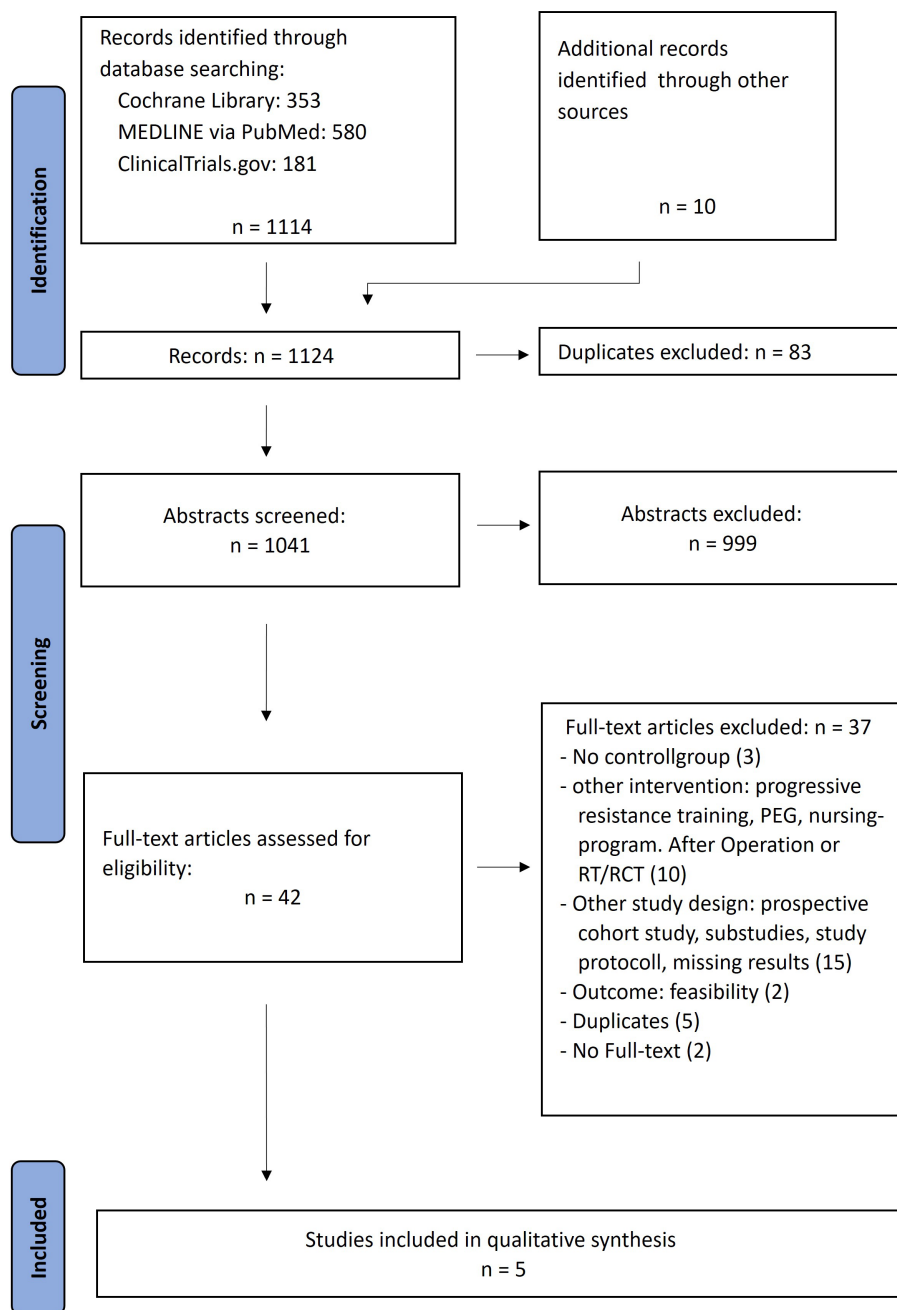 Identification
Records identified through
database searching:
Cochrane Library: 353
MEDLINE via PubMed: 580
ClinicalTrials.gov: 181
n = 1114
Additional records
identified through other
sources
n = 10
Records: n = 1124
Duplicates excluded: n = 83
Screening
Abstracts screened:
n = 1041
Abstracts excluded:
n = 999
Full-text articles assessed for
eligibility:
n = 42
Full-text articles excluded: n = 37
- No controllgroup (3)
- other intervention: progressive
resistance training, PEG, nursing-
program. After Operation or
RT/RCT (10)
- Other study design: prospective
cohort study, substudies, study
protocoll, missing results (15)
- Outcome: feasibility (2)
- Duplicates (5)
- No Full-text (2)
Included
Studies included in qualitative synthesis
n = 5